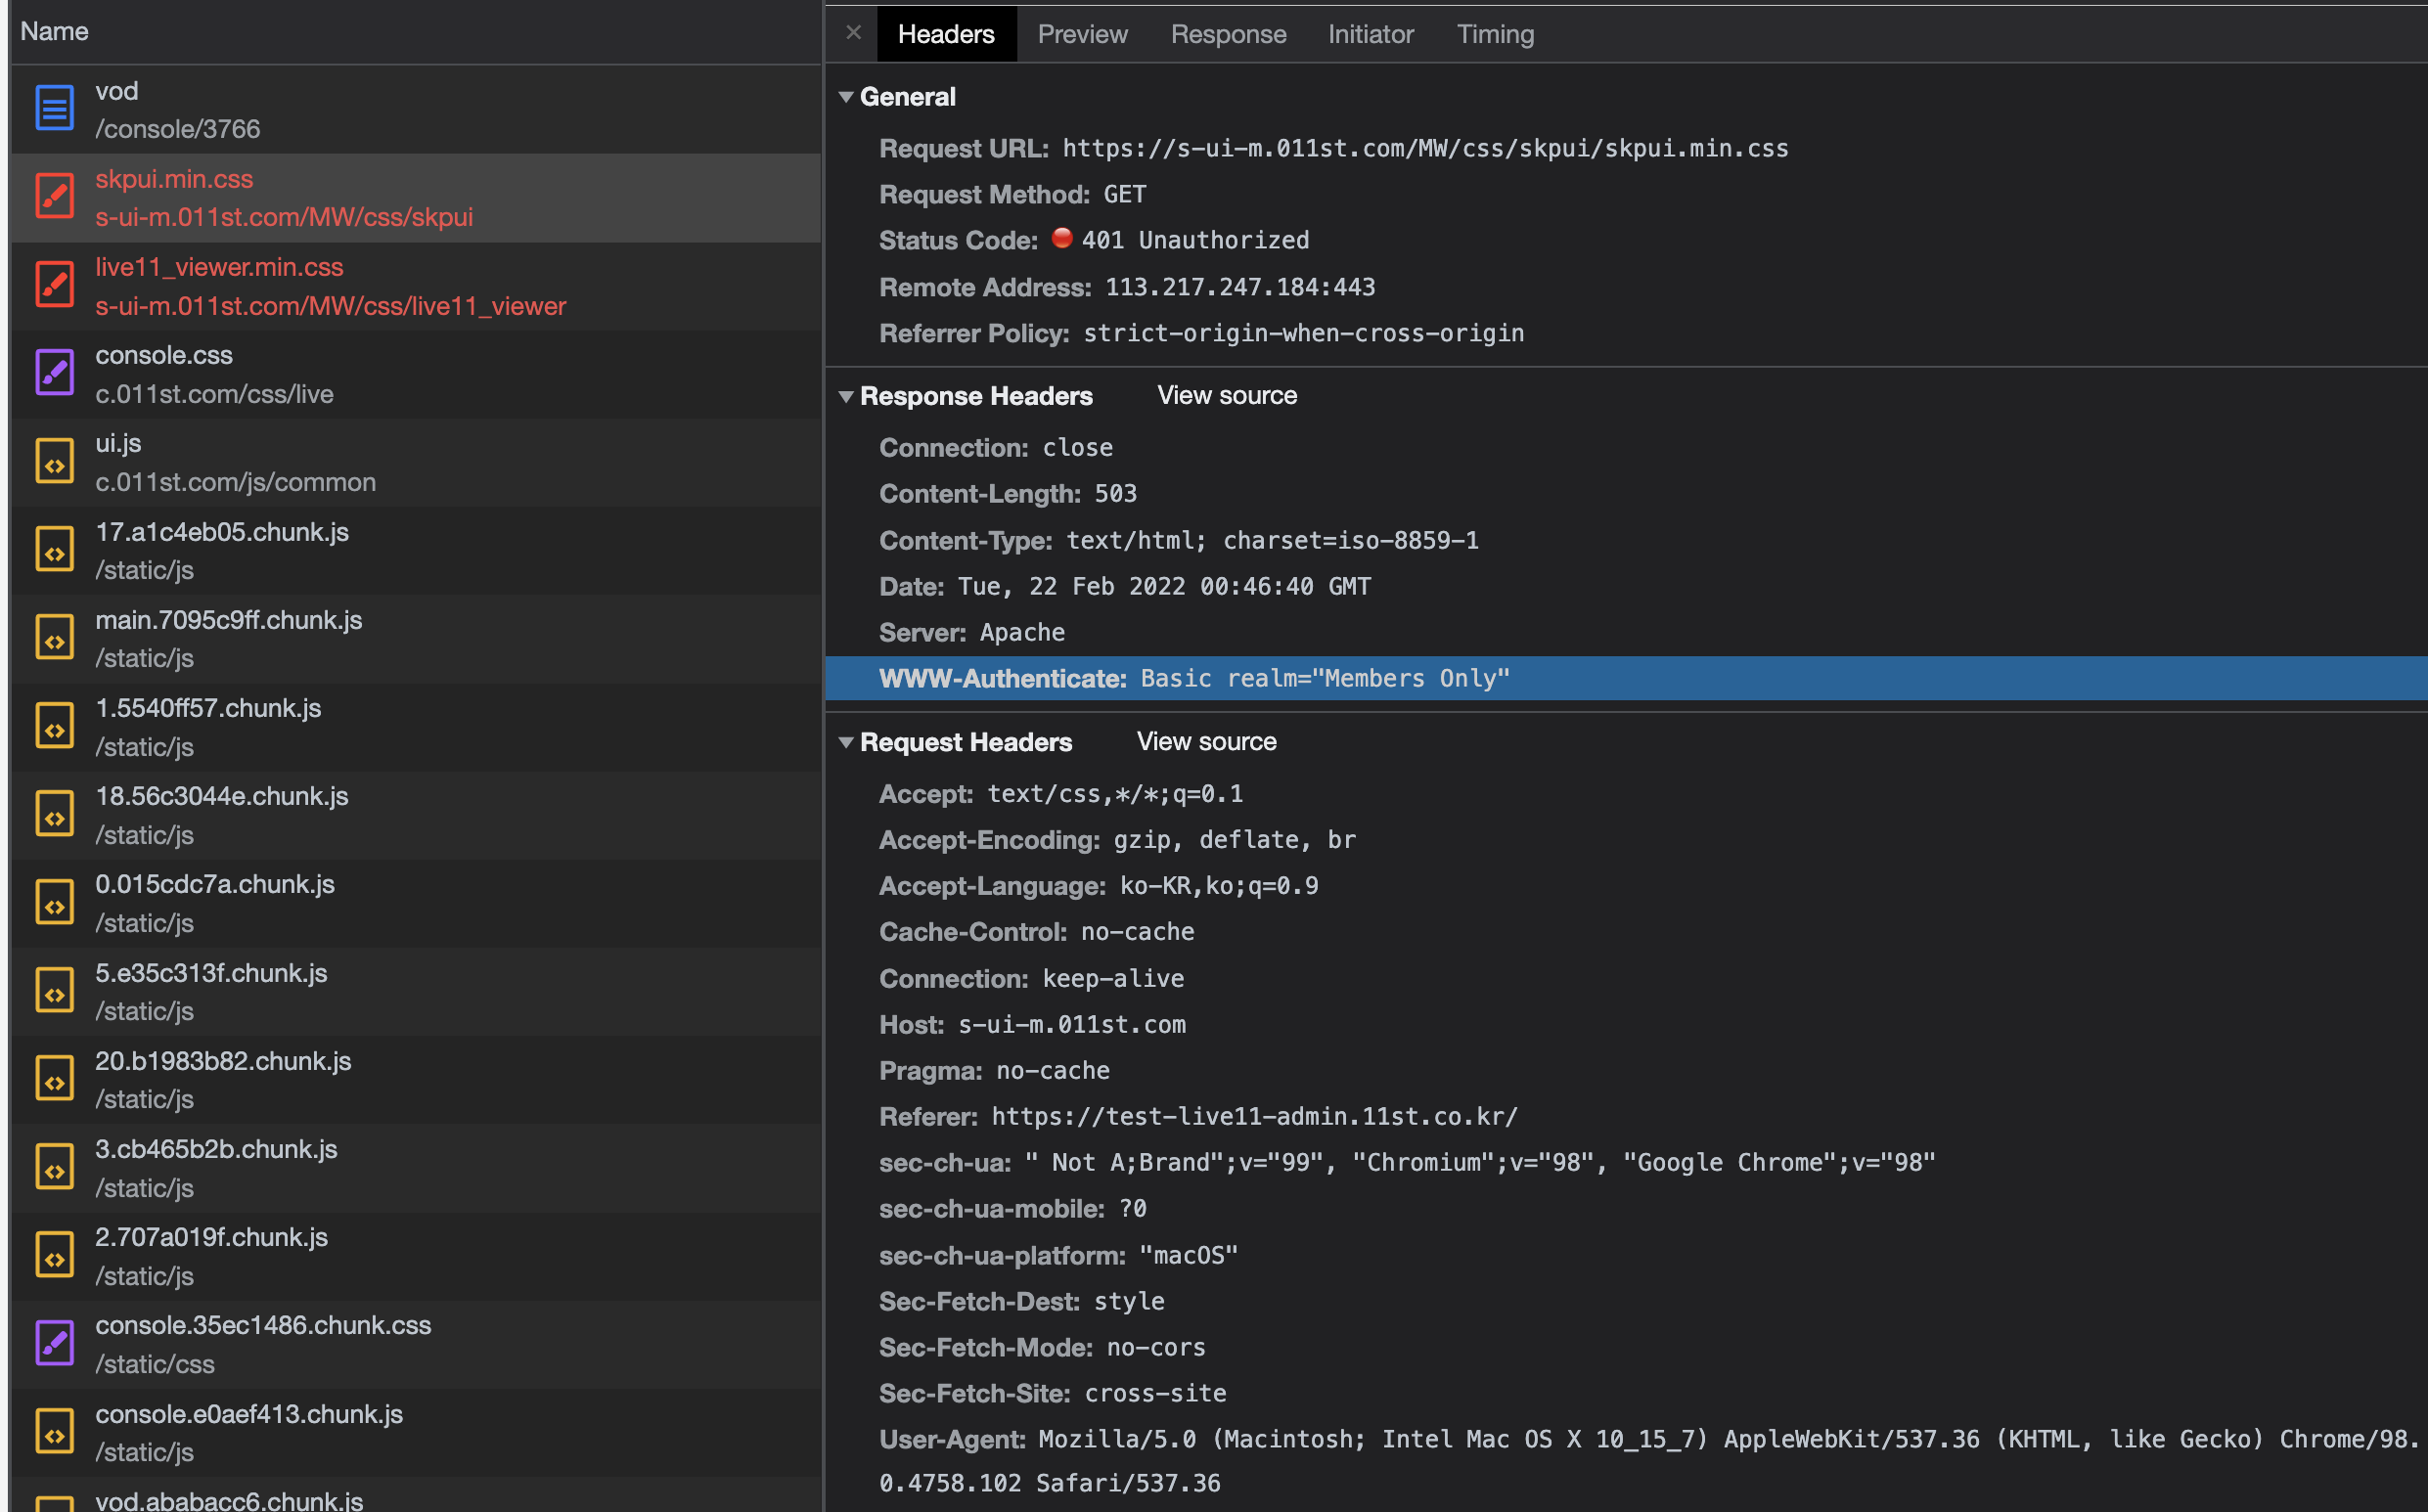 Name
vod
/console/3766
skpui.min.css
s-ui-m.011st.com/MW/css/skpui
live11_viewer.min.css
s-ui-m.011st.com/MW/css/live11_viewer
console.css
c.011st.com/css/live
ui.js
c.011st.com/js/common
17.a1c4eb05.chunk.js
/static/js
main.7095c9ff.chunk.js
/static/js
1.5540ff57.chunk.js
/static/js
18.56c3044e.chunk.js
/static/js
0.015cdc7a.chunk.js
/static/js
5.e35c313f.chunk.js
/static/js
20.b1983b82.chunk.js
/static/js
3.cb465b2b.chunk.js
/static/js
2.707a019f.chunk.js
/static/js
console.35ec1486.chunk.css
/static/css
console.e0aef413.chunk.js
/static/js
vod.ababacc6.chunk.js
Headers Preview Response Initiator Timing
General
Request URL: https://s-ui-m.011st.com/MW/css/skpui/skpui.min.css
Request Method: GET
Status Code: 401 Unauthorized
Remote Address: 113.217.247.184:443
Referrer Policy: strict-origin-when-cross-origin
Response Headers View source
Connection: close
Content-Length: 503
Content-Type: text/html; charset=iso-8859-1
Date: Tue, 22 Feb 2022 00:46:40 GMT
Server: Apache
WWW-Authenticate: Basic realm="Members Only"
Request Headers View source
Accept: text/css,*/*;q=0.1
Accept-Encoding: gzip, deflate, br
Accept-Language: ko-KR,ko;q=0.9
Cache-Control: no-cache
Connection: keep-alive
Host: s-ui-m.011st.com
Pragma: no-cache
Referer: https://test-live11-admin.11st.co.kr/
sec-ch-ua: " Not A;Brand";v="99", "Chromium";v="98", "Google Chrome";v="98"
sec-ch-ua-mobile: ?0
sec-ch-ua-platform: "macOS"
Sec-Fetch-Dest: style
Sec-Fetch-Mode: no-cors
Sec-Fetch-Site: cross-site
User-Agent: Mozilla/5.0 (Macintosh; Intel Mac OS X 10_15_7) AppleWebKit/537.36 (KHTML, like Gecko) Chrome/98.
0.4758.102 Safari/537.36